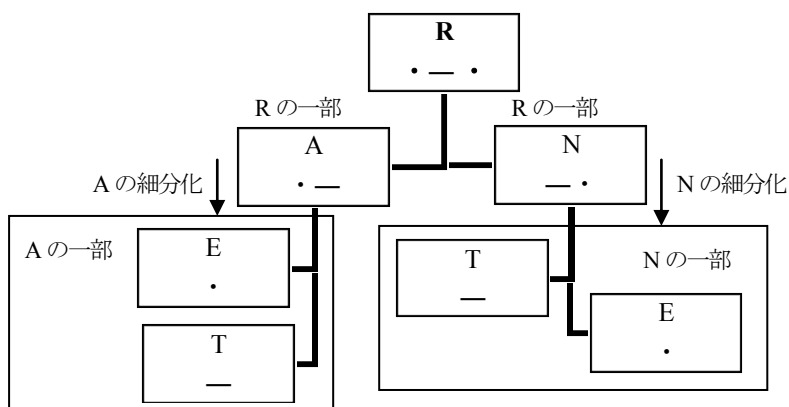 R
・ — ・
Rの一部
Rの一部
A
・ —
N
— ・
Aの細分化
Nの細分化
Aの一部
E
・
T
—
T
—
Nの一部
E
・